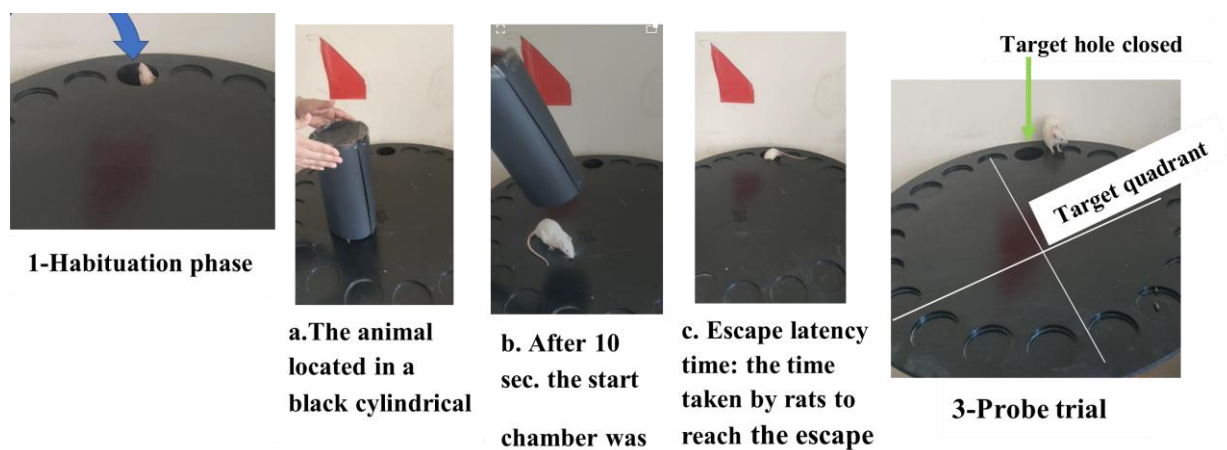 1-Habituation phase
a.The animal
located in a
black cylindrical
b. After 10
sec. the start
chamber was
c. Escape latency
time: the time
taken by rats to
reach the escape
Target hole closed
Target quadrant
3-Probe trial